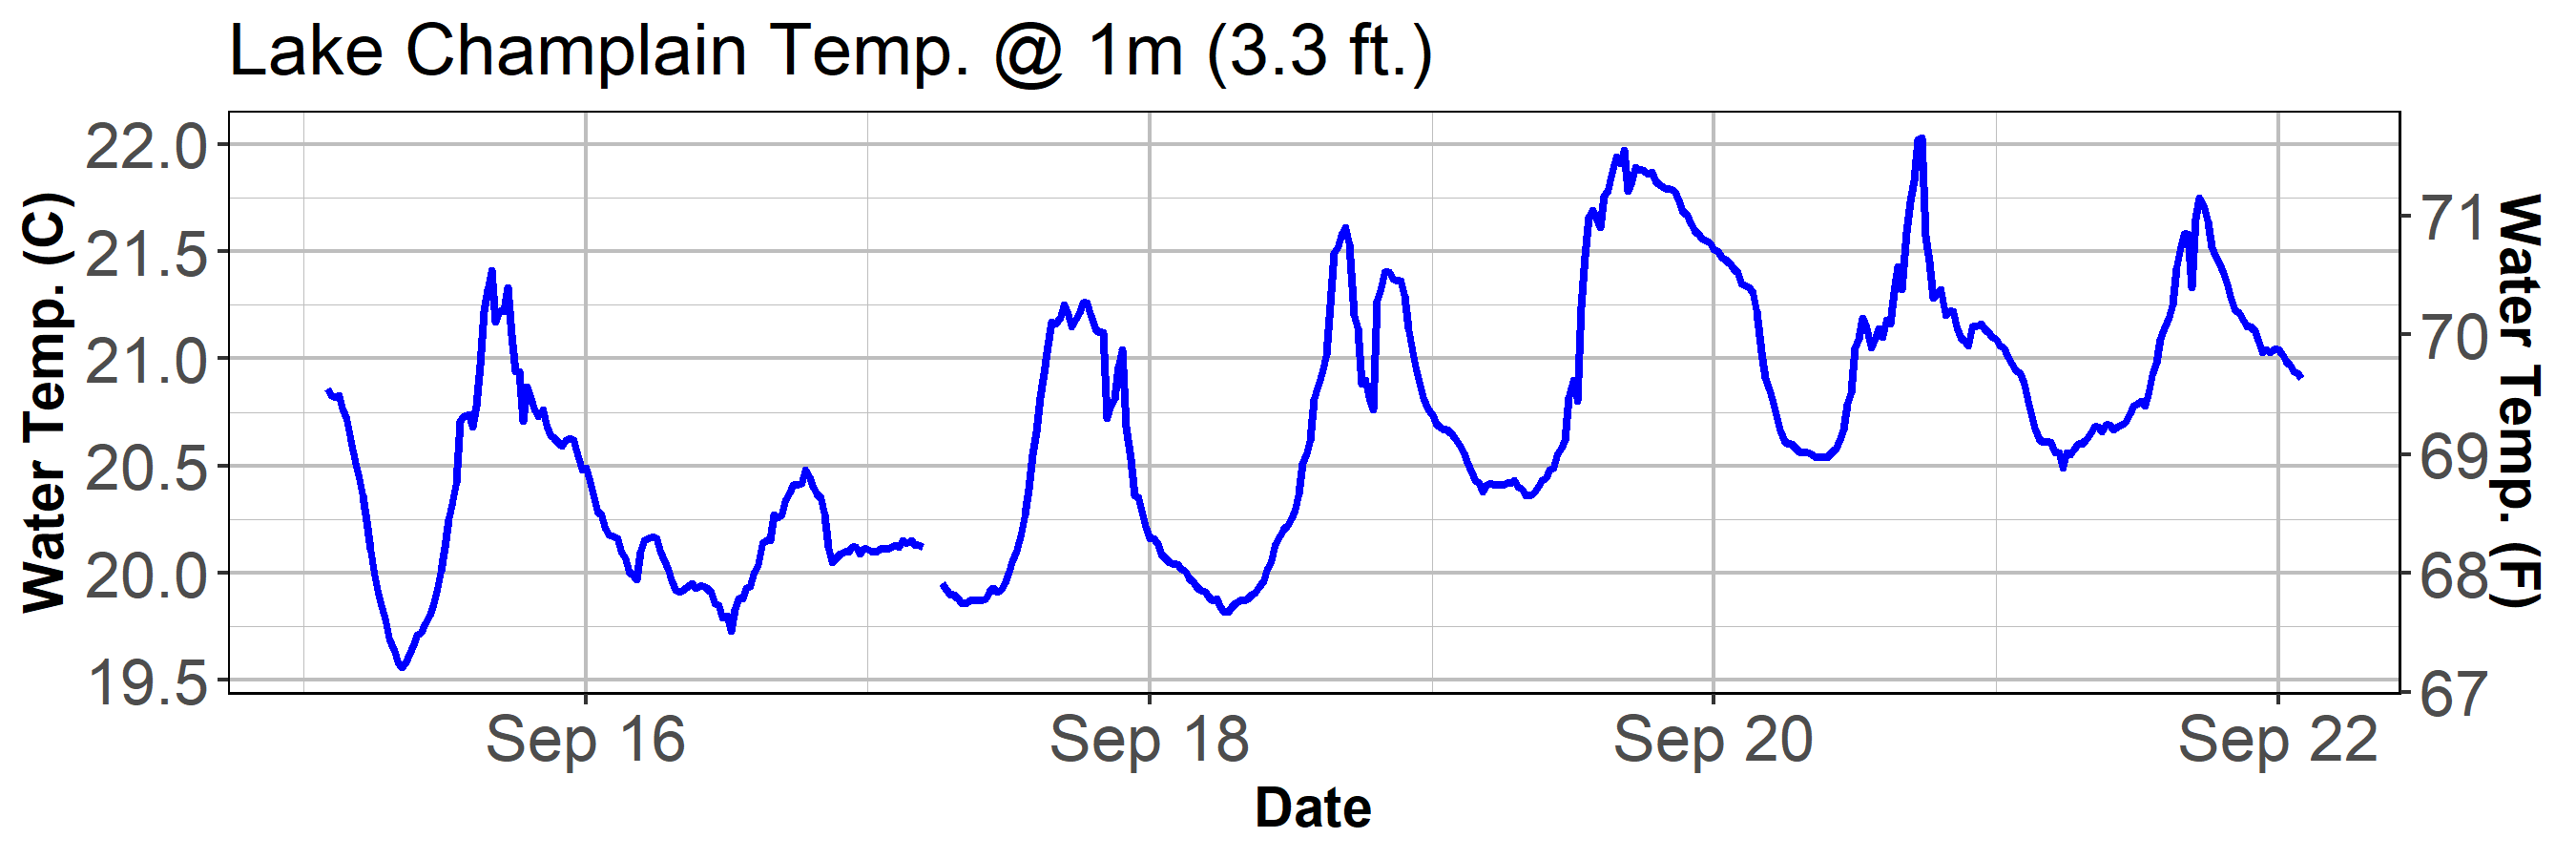 Lake Champlain Temp. @ 1m (3.3 ft.)
Water Temp. (C)
22.0
21.5
21.0
20.5
20.0
19.5
71
70
69
68
67
Water Temp. (F)
Sep 16
Sep 18
Sep 20
Sep 22
Date